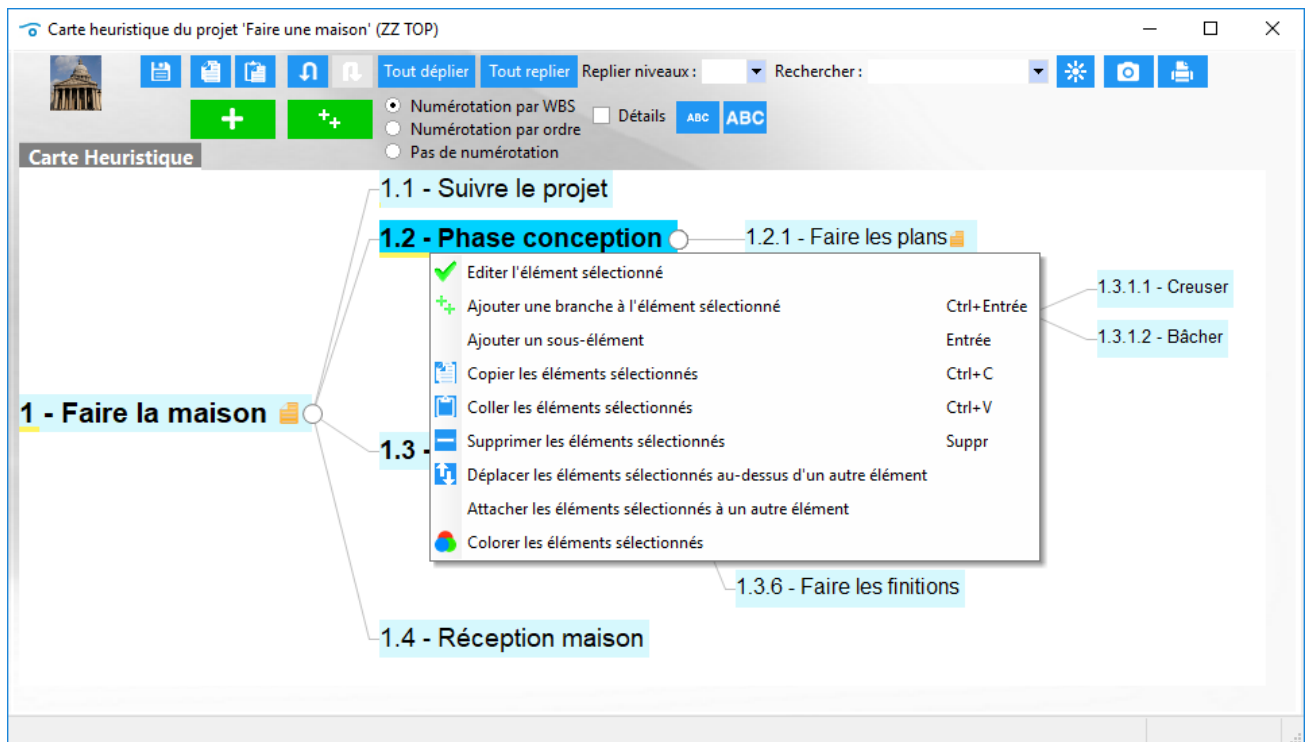 Carte heuristique du projet 'Faire une maison' (ZZ TOP)
Tout déplier Tout replier Replier niveaux : Rechercher :
Numérotation par WBS
Numérotation par ordre
Pas de numérotation
Détails ABC ABC
Carte Heuristique
1.1 - Suivre le projet
1.2 - Phase conception
1.2.1 - Faire les plans
Editer l'élément sélectionné
Ajouter une branche à l'élément sélectionné Ctrl+Entrée
Ajouter un sous-élément Entrée
Copier les éléments sélectionnés Ctrl+C
Coller les éléments sélectionnés Ctrl+V
Supprimer les éléments sélectionnés Suppr
Déplacer les éléments sélectionnés au-dessus d'un autre élément
Attacher les éléments sélectionnés à un autre élément
Colorer les éléments sélectionnés
1.3.1.1 - Creuser
1.3.1.2 - Bâcher
1 - Faire la maison
1.3 -
1.3.6 - Faire les finitions
1.4 - Réception maison